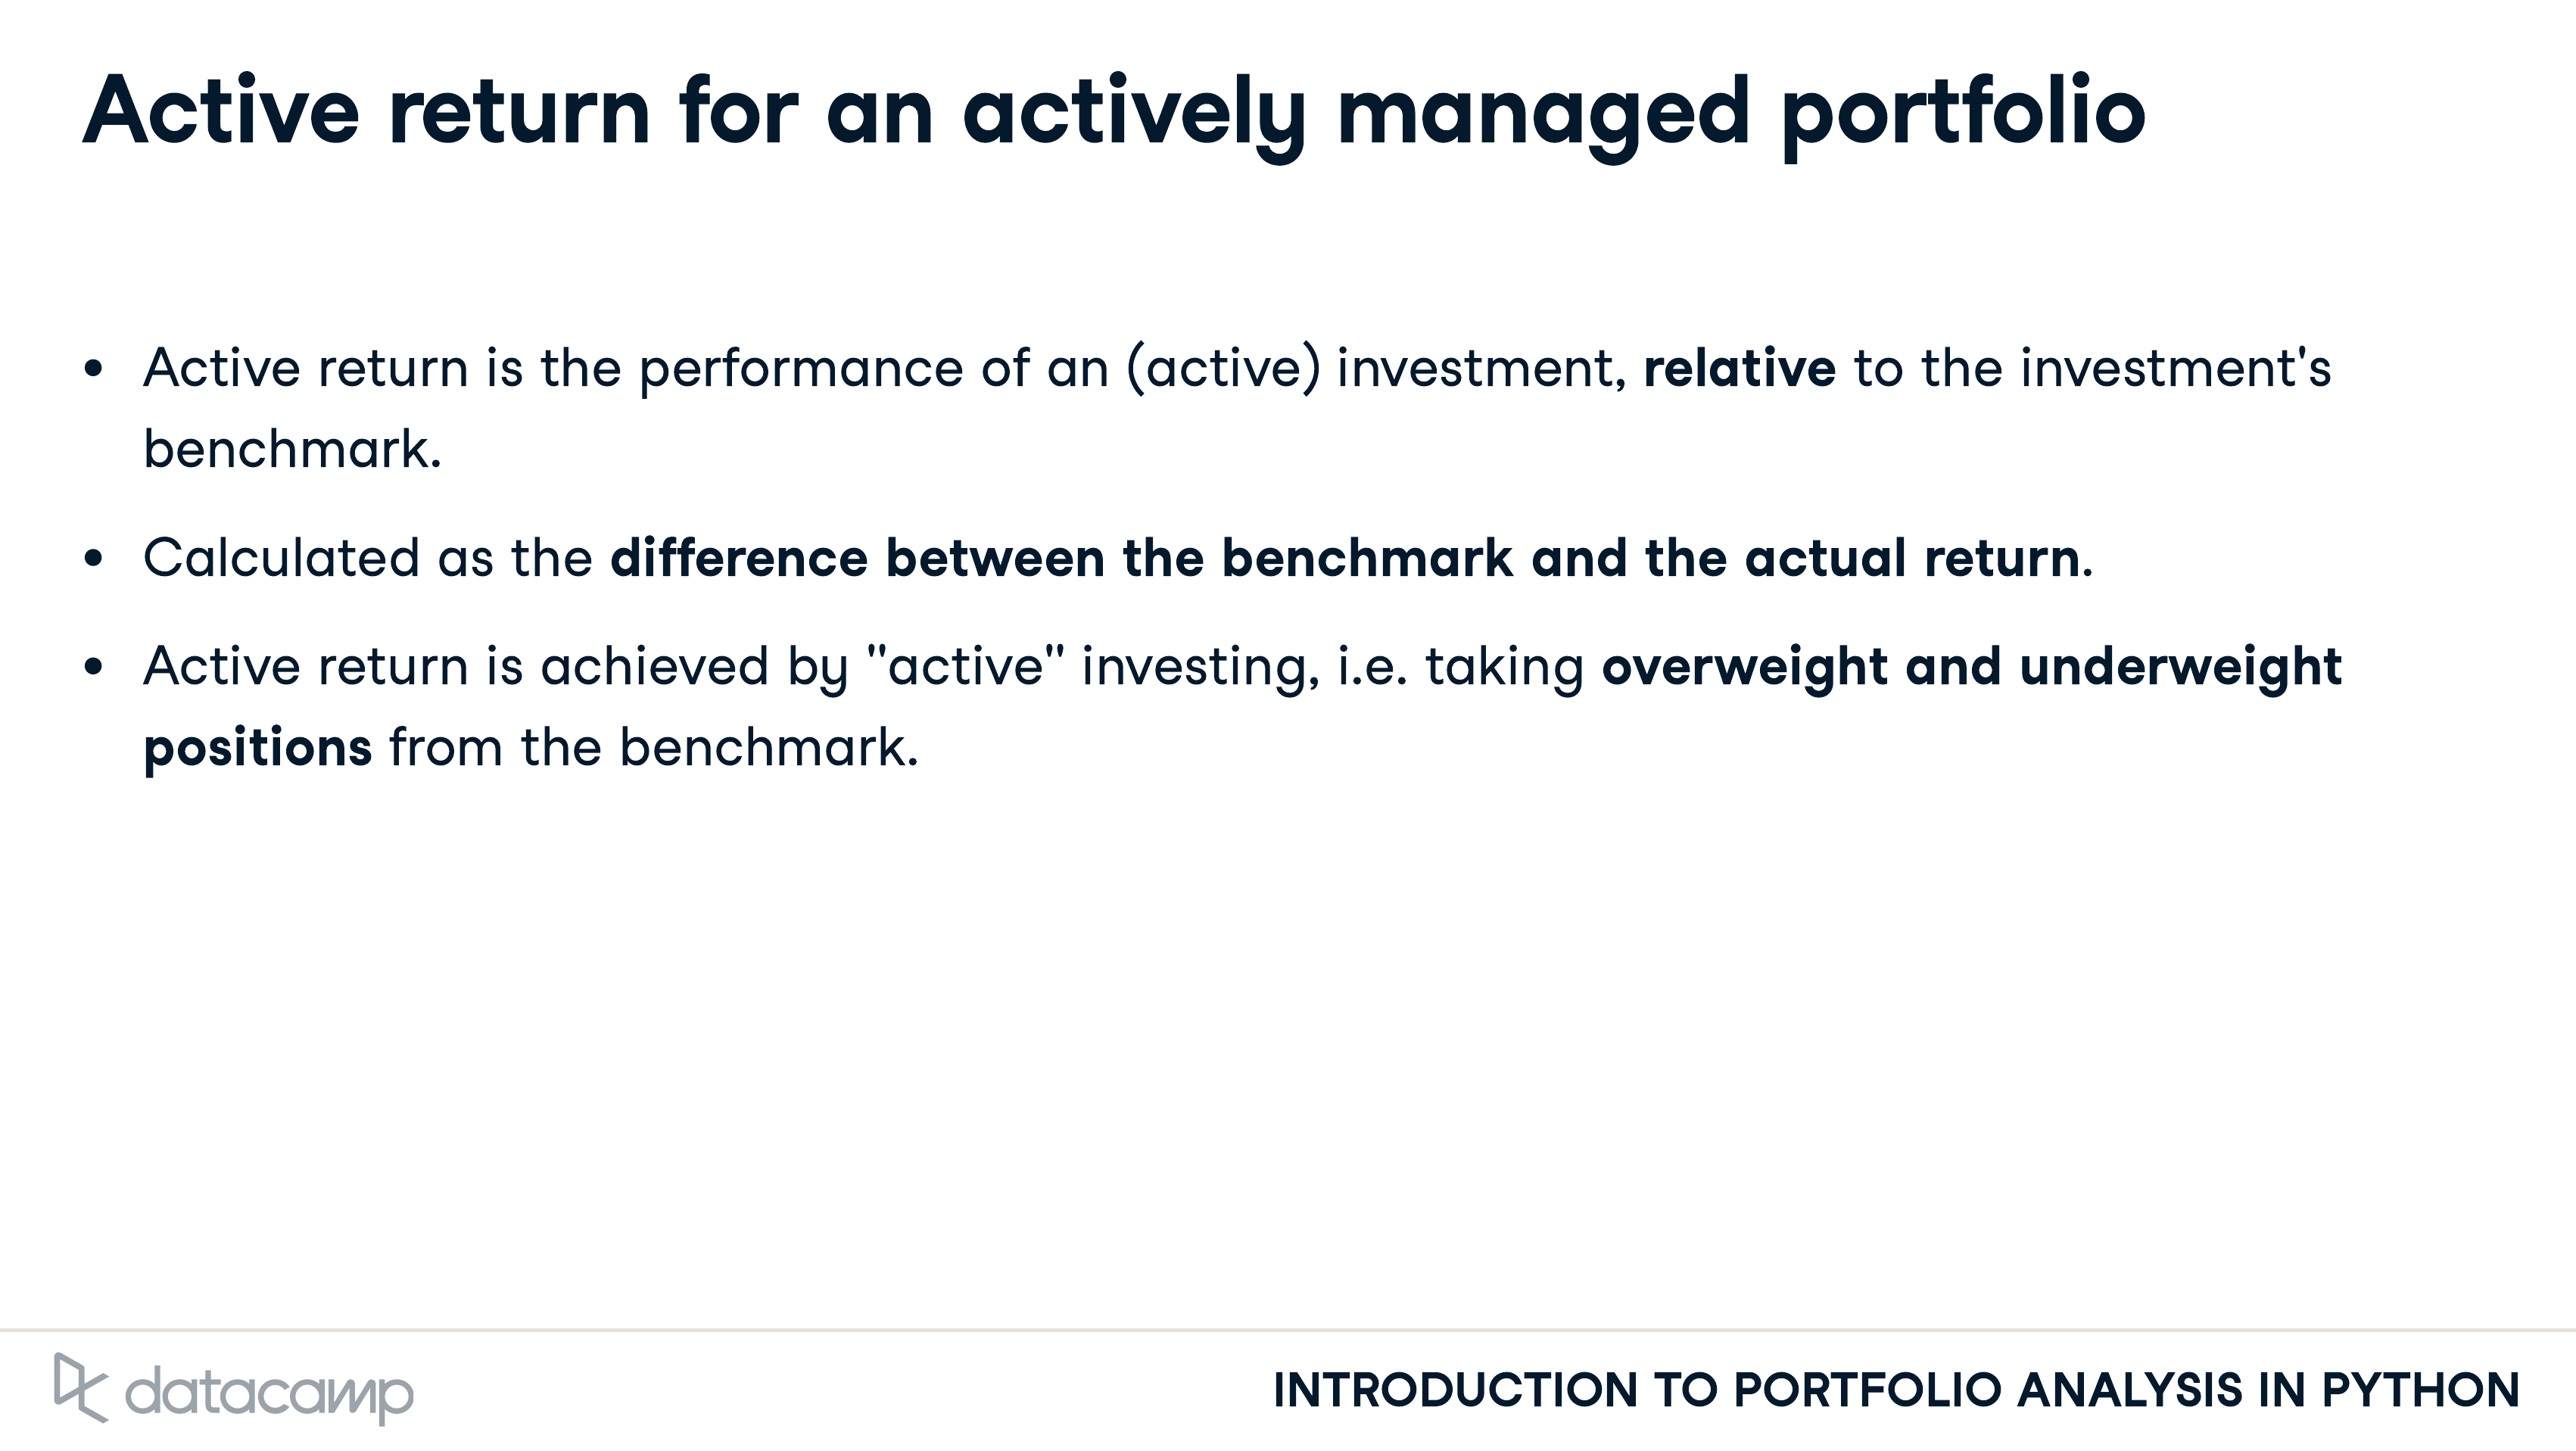 Active return for an actively managed portfolio
• Active return is the performance of an (active) investment, relative to the investment's
benchmark.
• Calculated as the difference between the benchmark and the actual return.
• Active return is achieved by "active" investing, i.e. taking overweight and underweight
positions from the benchmark.
datacamp
INTRODUCTION TO PORTFOLIO ANALYSIS IN PYTHON